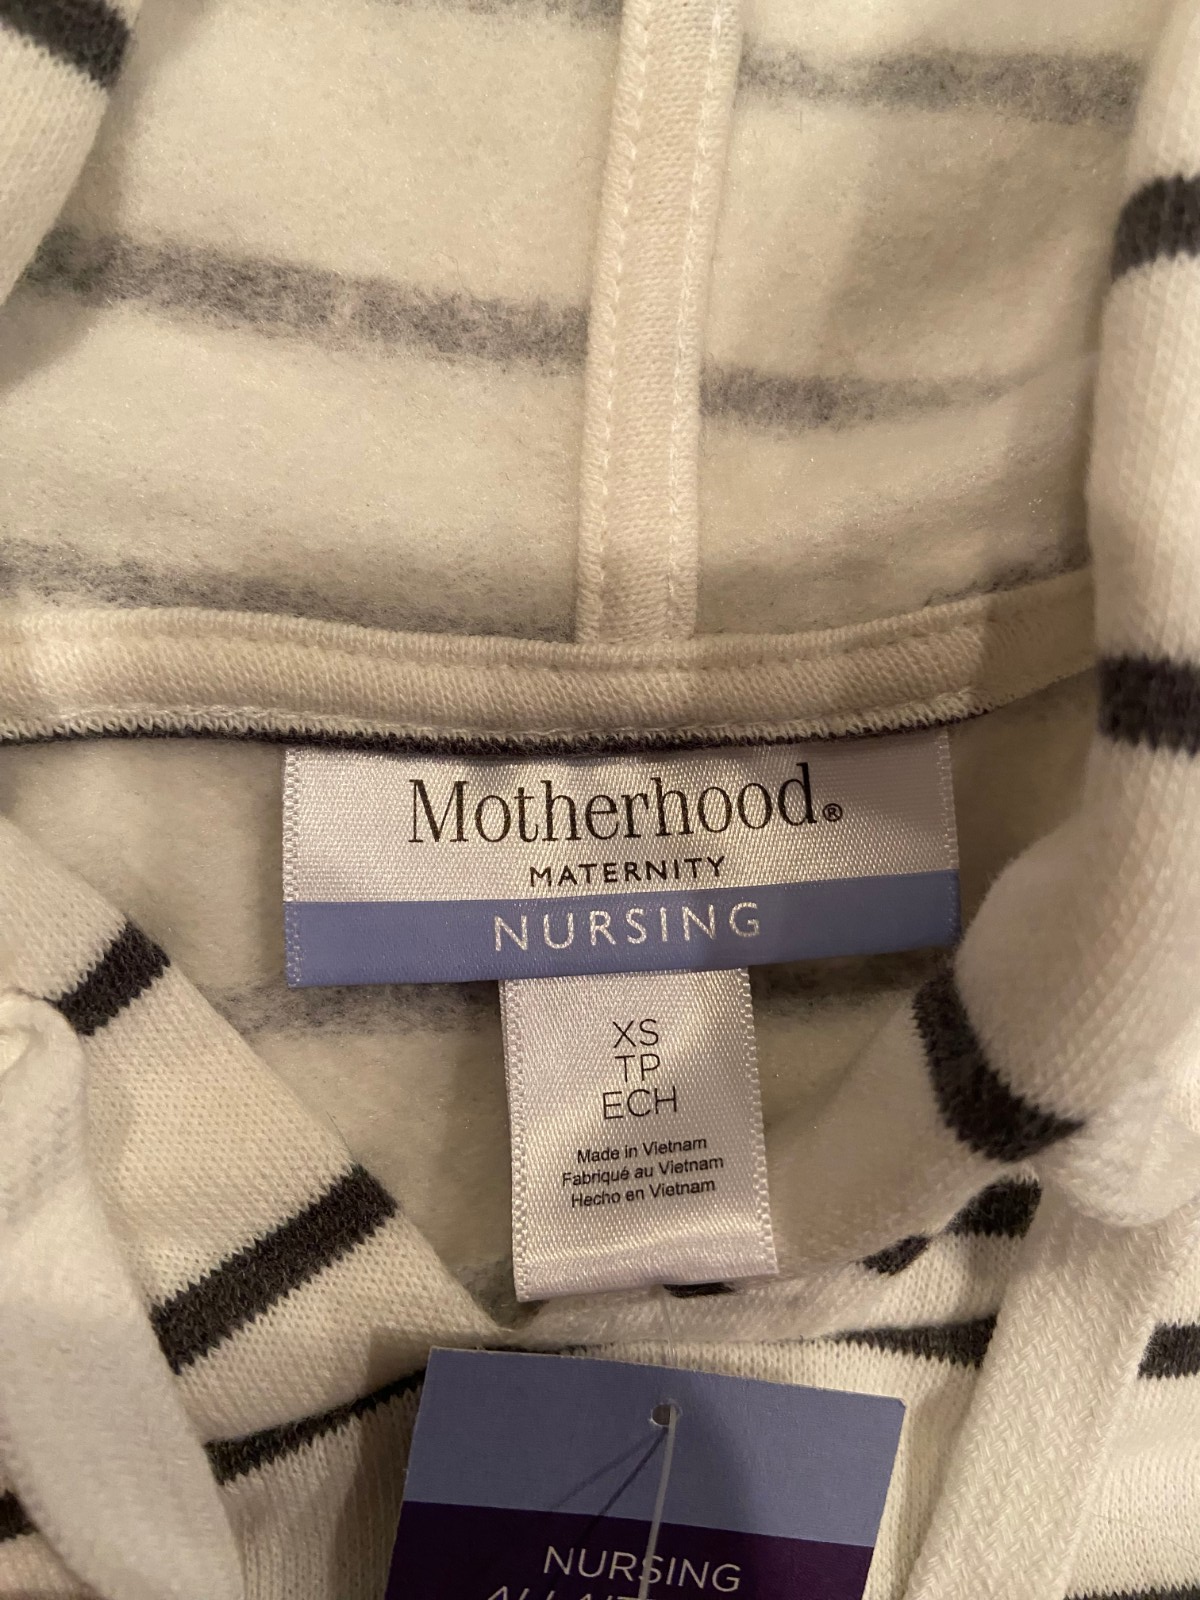 Motherhood®
MATERNITY
NURSING
XS
TP
ECH
Made in Vietnam
Fabriqué au Vietnam
Hecho en Vietnam
NURSING